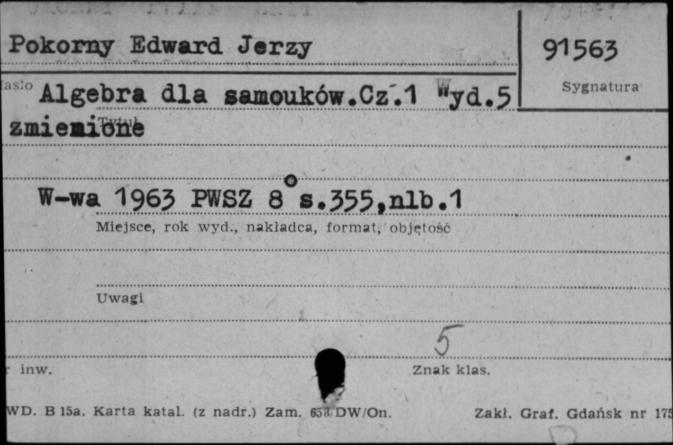 Pokorny Edward Jerzy
91563
Sygnatura
Algebra dla samouków.Cz.1 Wyd.5
zmienione
Tytuł
W-wa 1963 PWSZ 8° s.355,nlb.1
Miejsce, rok wyd., nakładca, format, objętość
Uwagi
5
inw.
Znak klas.
WD. B 15a. Karta katal. (z nadr.) Zam. DW/On.
Zakł. Graf. Gdańsk nr 175